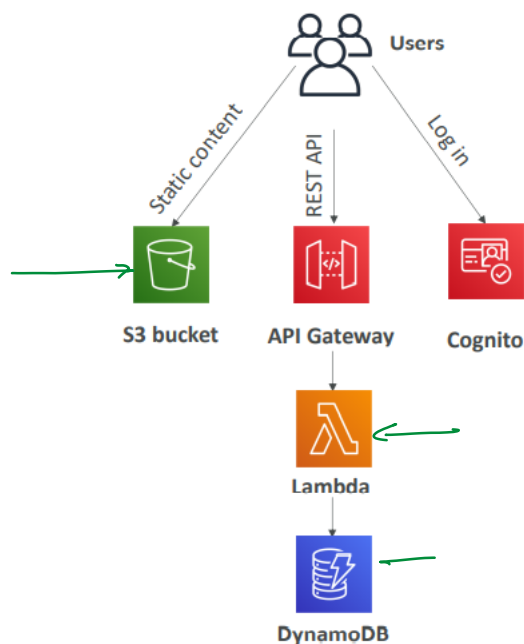 Users
Static content
REST API
Log in
S3 bucket
API Gateway
Cognito
Lambda
DynamoDB